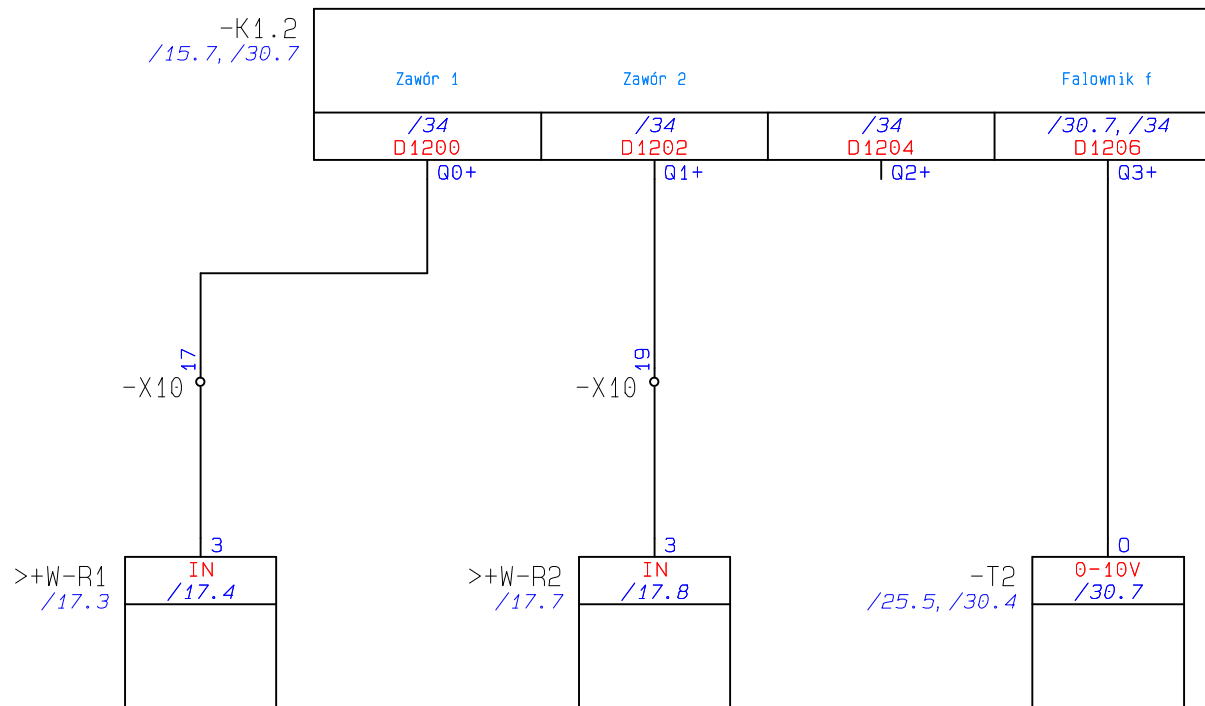 -K1.2
/15.7, /30.7
Zawór 1
Zawór 2
Falownik f
/34
/34
/34
/30.7, /34
D1200
D1202
D1204
D1206
Q0+
Q1+
Q2+
Q3+
17
19
-X10
-X10
3
3
0
>+W-R1
IN
>+W-R2
IN
-T2
0-10V
/17.3
/17.4
/17.7
/17.8
/25.5, /30.4
/30.7